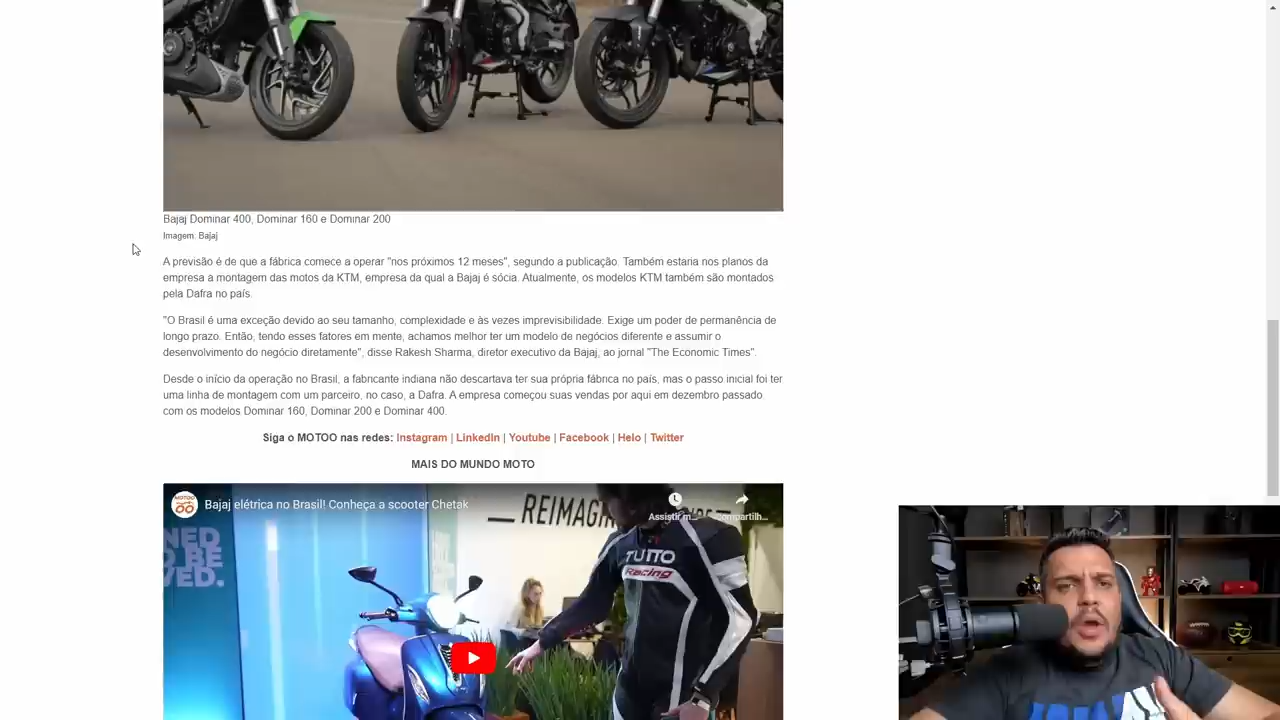 Bajaj Dominar 400, Dominar 160 e Dominar 200
Imagem: Bajaj
A previsão é de que a fábrica comece a operar "nos próximos 12 meses", segundo a publicação. Também estaria nos planos da
empresa a montagem das motos da KTM, empresa da qual a Bajaj é sócia. Atualmente, os modelos KTM também são montados
pela Dafra no país.
"O Brasil é uma exceção devido ao seu tamanho, complexidade e às vezes imprevisibilidade. Exige um poder de permanência de
longo prazo. Então, tendo esses fatores em mente, achamos melhor ter um modelo de negócios diferente e assumir o
desenvolvimento do negócio diretamente", disse Rakesh Sharma, diretor executivo da Bajaj, ao jornal "The Economic Times".
Desde o início da operação no Brasil, a fabricante indiana não descartava ter sua própria fábrica no país, mas o passo inicial foi ter
uma linha de montagem com um parceiro, no caso, a Dafra. A empresa começou suas vendas por aqui em dezembro passado
com os modelos Dominar 160, Dominar 200 e Dominar 400.
Siga o MOTOO nas redes: Instagram | LinkedIn | Youtube | Facebook | Helo | Twitter
MAIS DO MUNDO MOTO
MOTOO
Bajaj elétrica no Brasil! Conheça a scooter Chetak
Assistir m...
compartilh...
REIMAG
NED
O BE
VED.
TUTTO
Racing